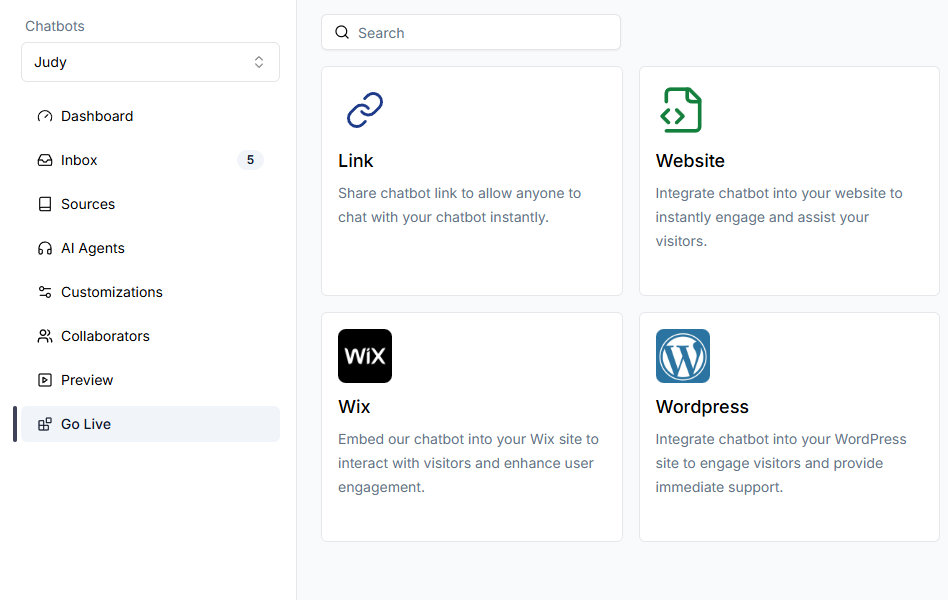 Chatbots
Judy
Dashboard
Inbox
5
Sources
AI Agents
Customizations
Collaborators
Preview
Go Live
Search
Link
Share chatbot link to allow anyone to
chat with your chatbot instantly.
Website
Integrate chatbot into your website to
instantly engage and assist your
visitors.
WiX
Wix
Embed our chatbot into your Wix site to
interact with visitors and enhance user
engagement.
W
Wordpress
Integrate chatbot into your WordPress
site to engage visitors and provide
immediate support.